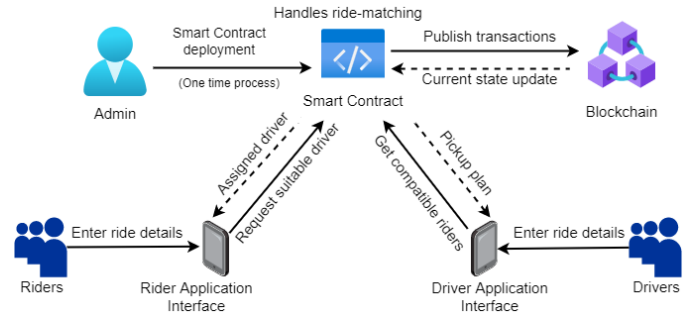 Handles ride-matching
Smart Contract
deployment
(One time process)
Publish transactions
Current state update
Admin
Smart Contract
Blockchain
Assigned driver
Request suitable driver
Get compatible riders
Pickup plan
Enter ride details
Enter ride details
Riders
Rider Application
Interface
Driver Application
Interface
Drivers